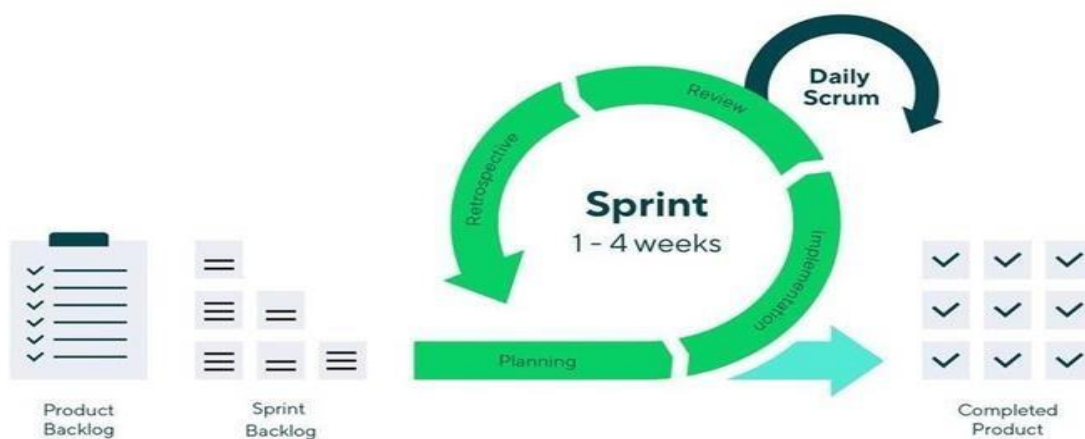 Daily
Scrum
Review
Retrospective
Sprint
1 - 4 weeks
implementation
Planning
Product
Backlog
Sprint
Backlog
Completed
Product